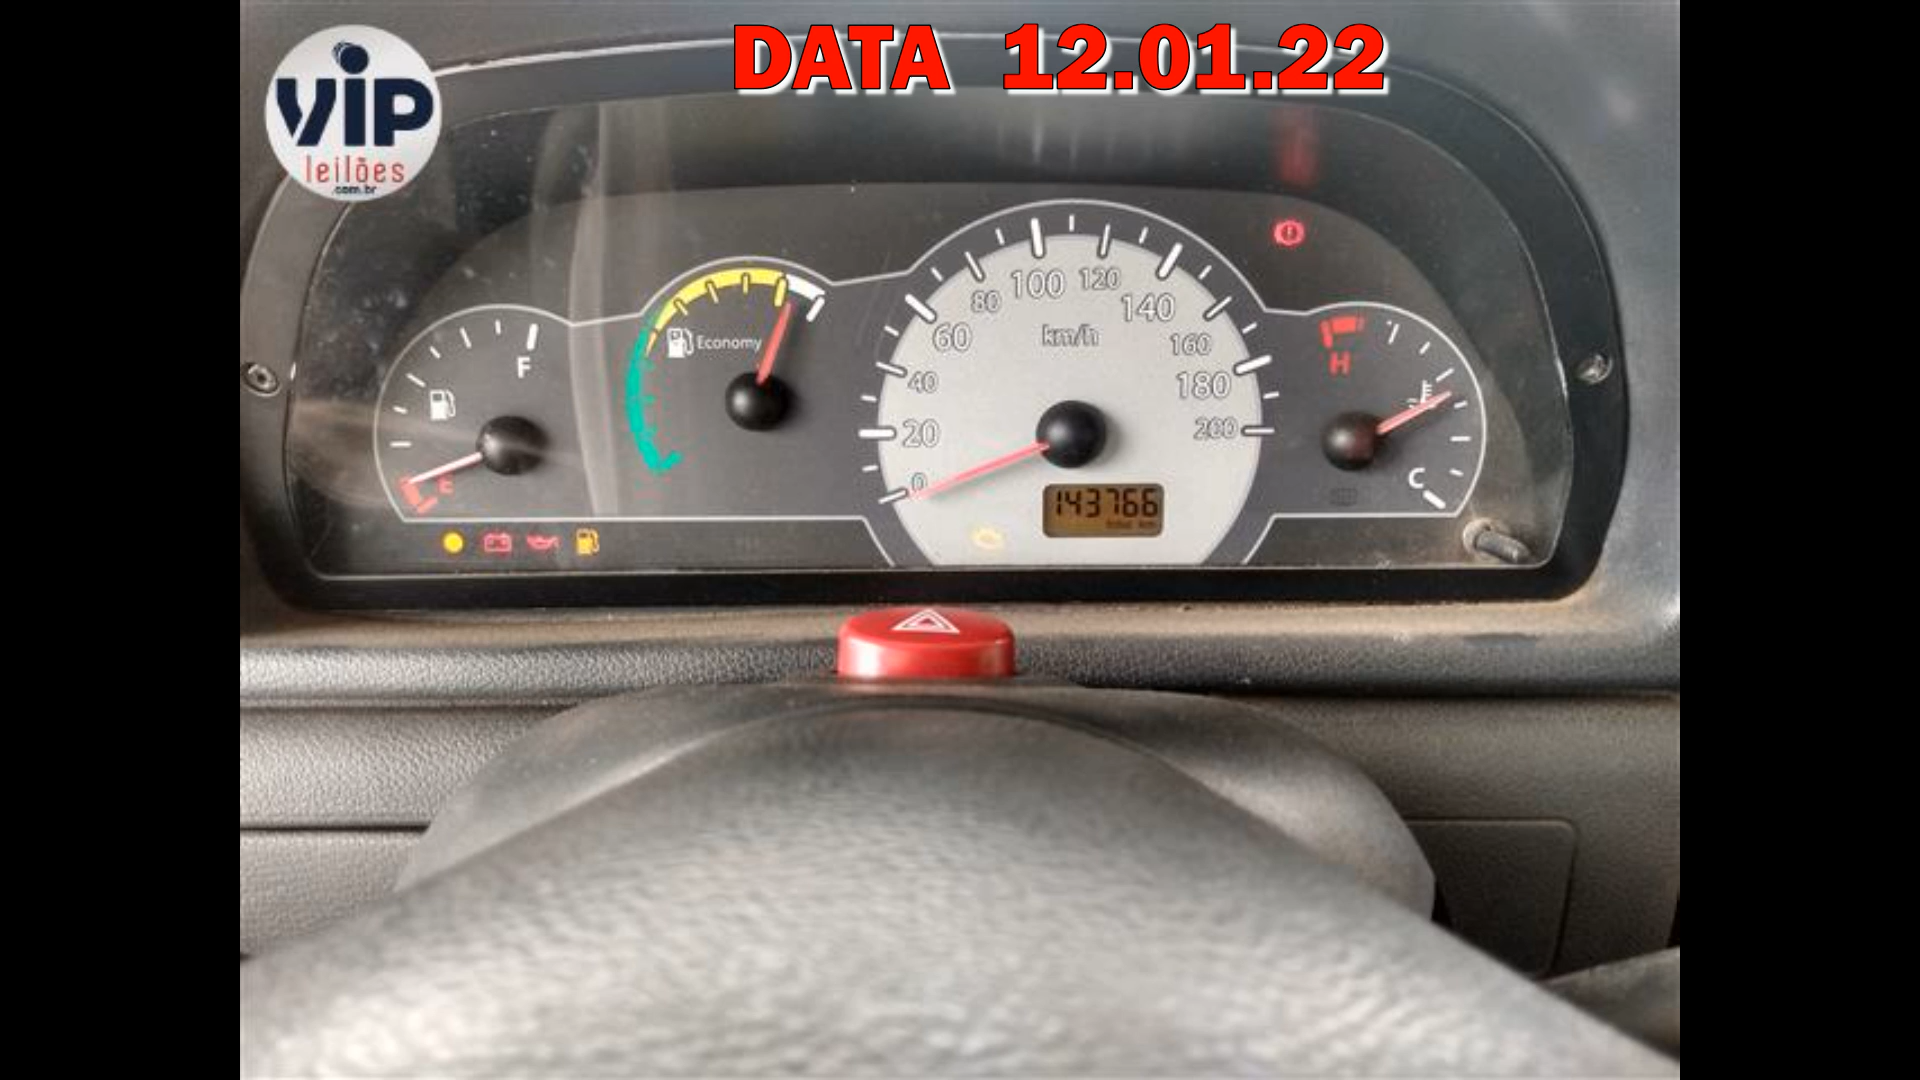 DATA 12.01.22
VIP
leilões
.com.br
100
120
80
140
60
km/h
160
Economy
F
H
40
180
20
200
0
C
143766